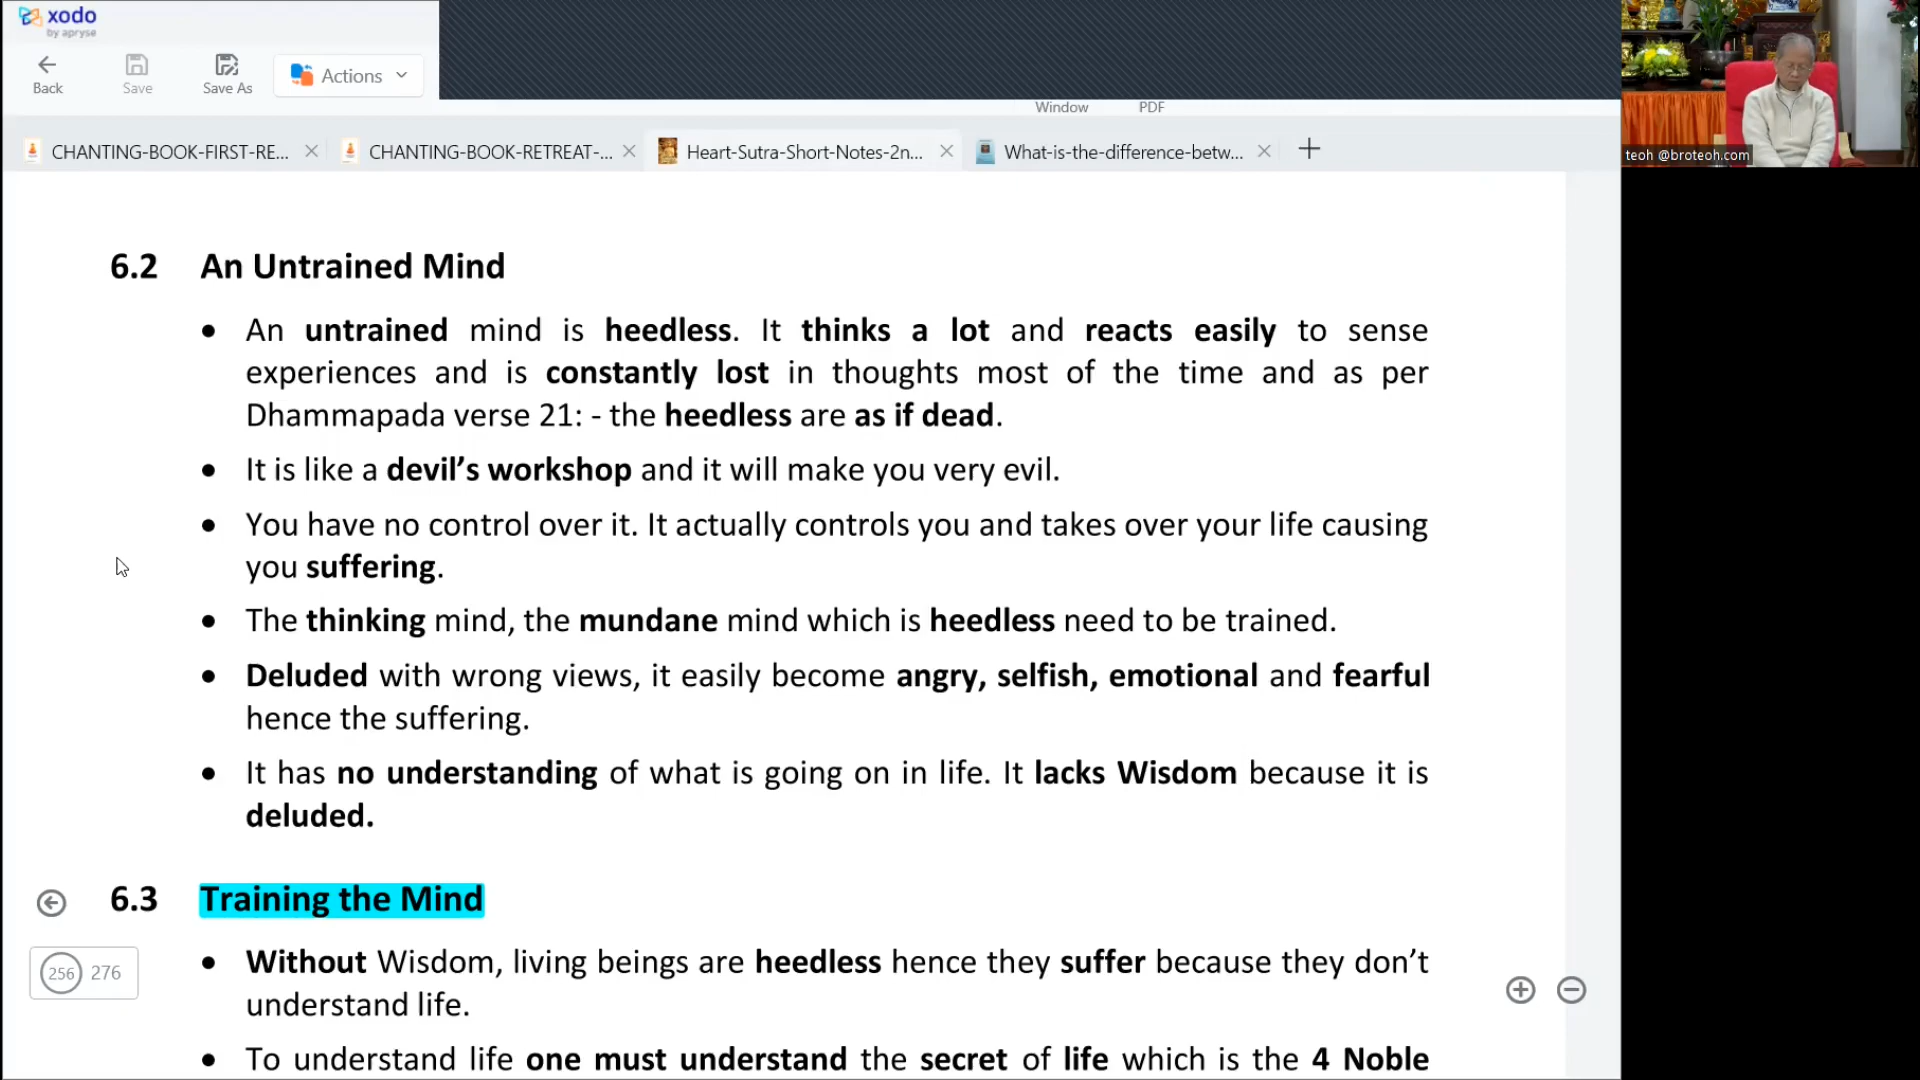 xodo
by apryse
Back
Save
Save As
Actions
Window
PDF
CHANTING-BOOK-FIRST-RE...
CHANTING-BOOK-RETREAT-...
Heart-Sutra-Short-Notes-2n...
What-is-the-difference-betw...
teoh @broteoh.com
6.2 An Untrained Mind
• An untrained mind is heedless. It thinks a lot and reacts easily to sense
experiences and is constantly lost in thoughts most of the time and as per
Dhammapada verse 21: - the heedless are as if dead.
• It is like a devil’s workshop and it will make you very evil.
• You have no control over it. It actually controls you and takes over your life causing
you suffering.
• The thinking mind, the mundane mind which is heedless need to be trained.
• Deluded with wrong views, it easily become angry, selfish, emotional and fearful
hence the suffering.
• It has no understanding of what is going on in life. It lacks Wisdom because it is
deluded.
6.3 Training the Mind
• Without Wisdom, living beings are heedless hence they suffer because they don’t
understand life.
• To understand life one must understand the secret of life which is the 4 Noble
256 276